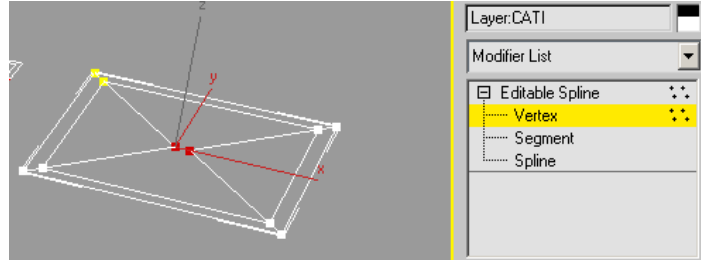 z
y
x
Layer:CATI
Modifier List
Editable Spline
Vertex
Segment
Spline